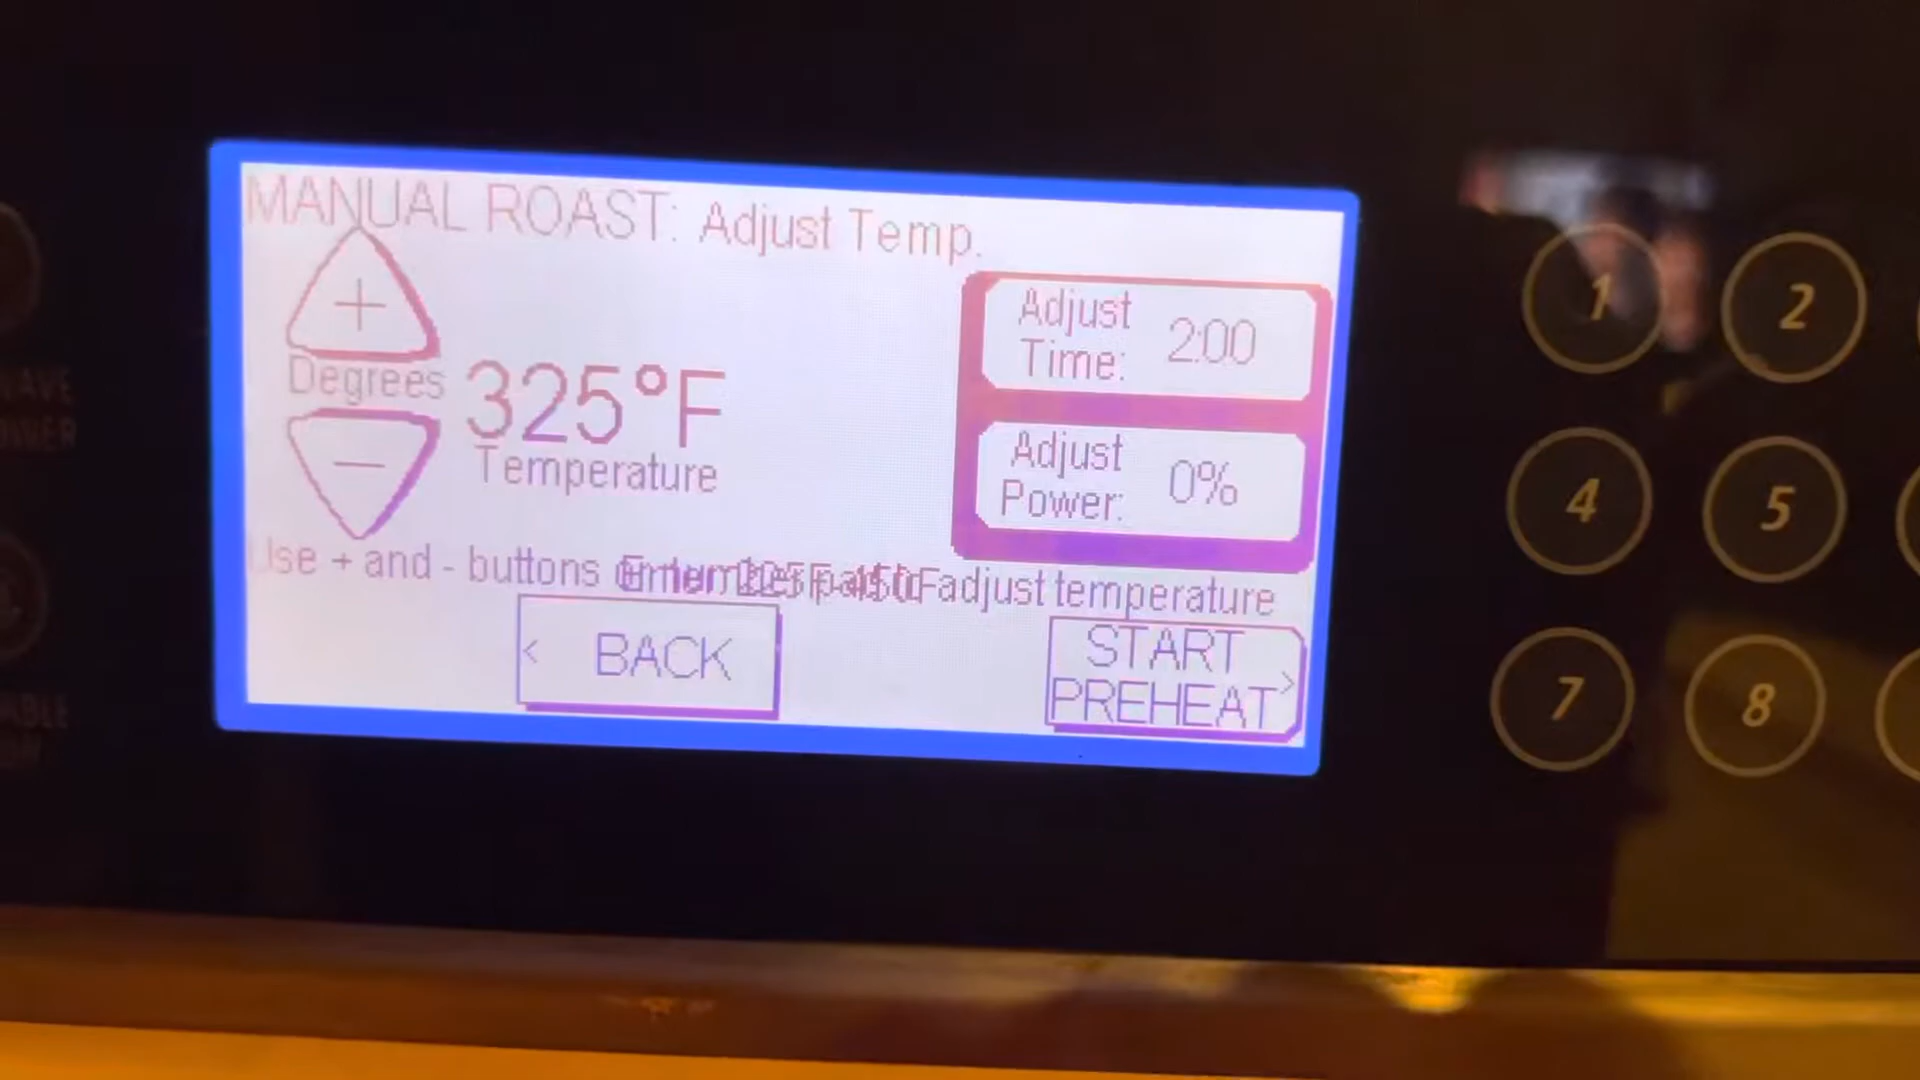 MANUAL ROAST: Adjust Temp.
+
Degrees
325°F
Temperature
−
Adjust
Time: 2:00
Adjust
Power: 0%
Use + and - buttons adjust temperature
< BACK
START
PREHEAT >
1 2
4 5
7 8